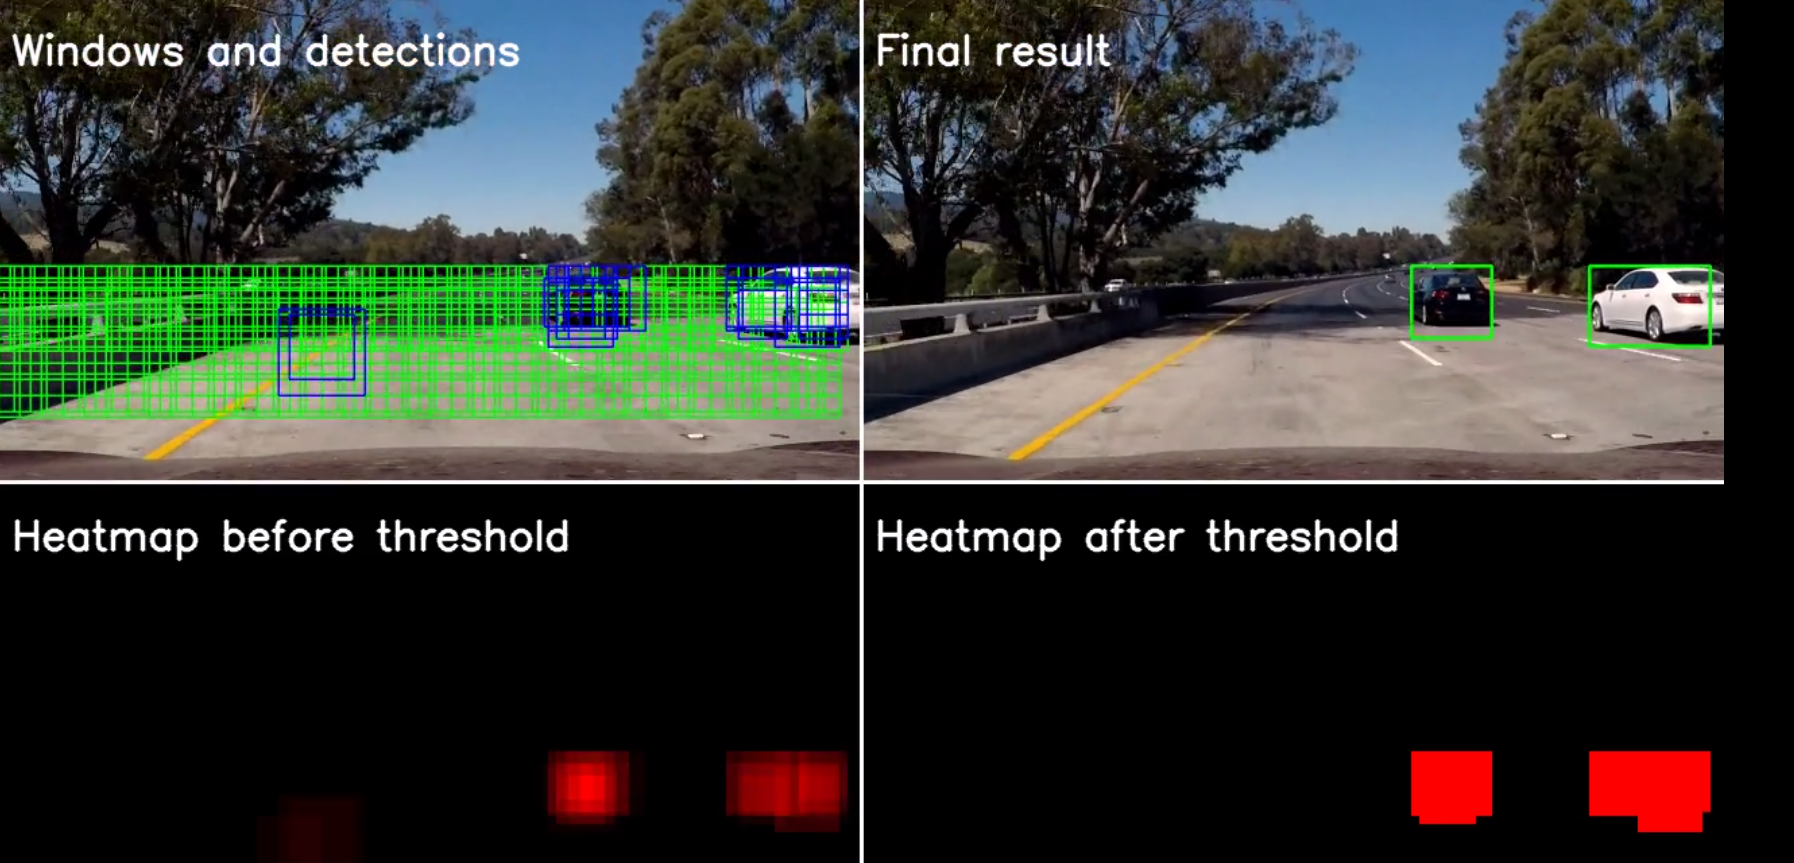 Windows and detections
Final result
Heatmap before threshold
Heatmap after threshold